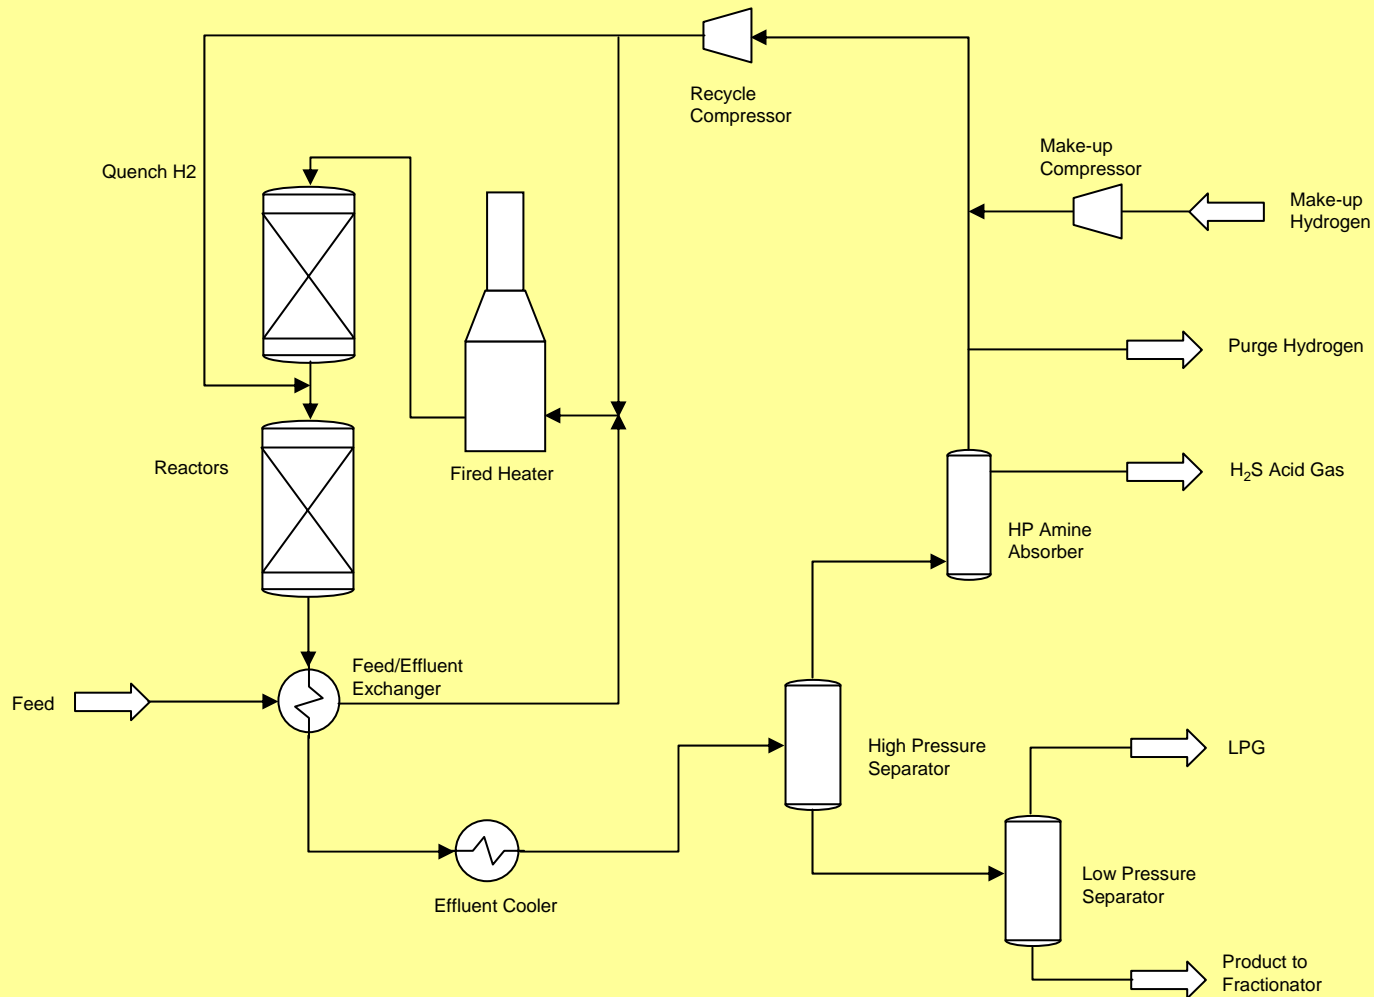 Recycle
Compressor
Make-up
Compressor
Quench H2
Make-up
Hydrogen
Purge Hydrogen
Reactors
Fired Heater
H₂S Acid Gas
HP Amine
Absorber
Feed/Effluent
Exchanger
Feed
High Pressure
Separator
LPG
Low Pressure
Separator
Effluent Cooler
Product to
Fractionator